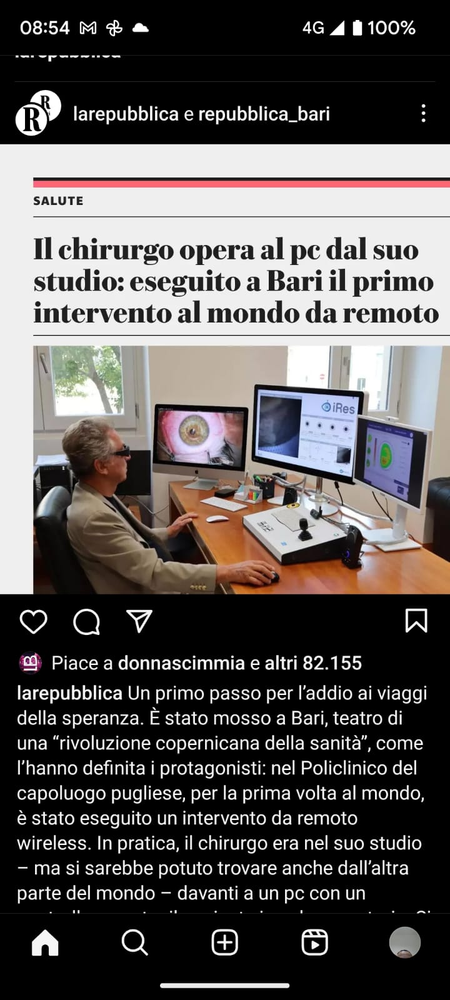 08:54
4G 100%
larepubblica
R
R
larepubblica e repubblica_bari
SALUTE
Il chirurgo opera al pc dal suo
studio: eseguito a Bari il primo
intervento al mondo da remoto
iRes
Piace a donnascimmia e altri 82.155
larepubblica Un primo passo per l’addio ai viaggi
della speranza. È stato mosso a Bari, teatro di
una “rivoluzione copernicana della sanità”, come
l’hanno definita i protagonisti: nel Policlinico del
capoluogo pugliese, per la prima volta al mondo,
è stato eseguito un intervento da remoto
wireless. In pratica, il chirurgo era nel suo studio
– ma si sarebbe potuto trovare anche dall’altra
parte del mondo – davanti a un pc con un